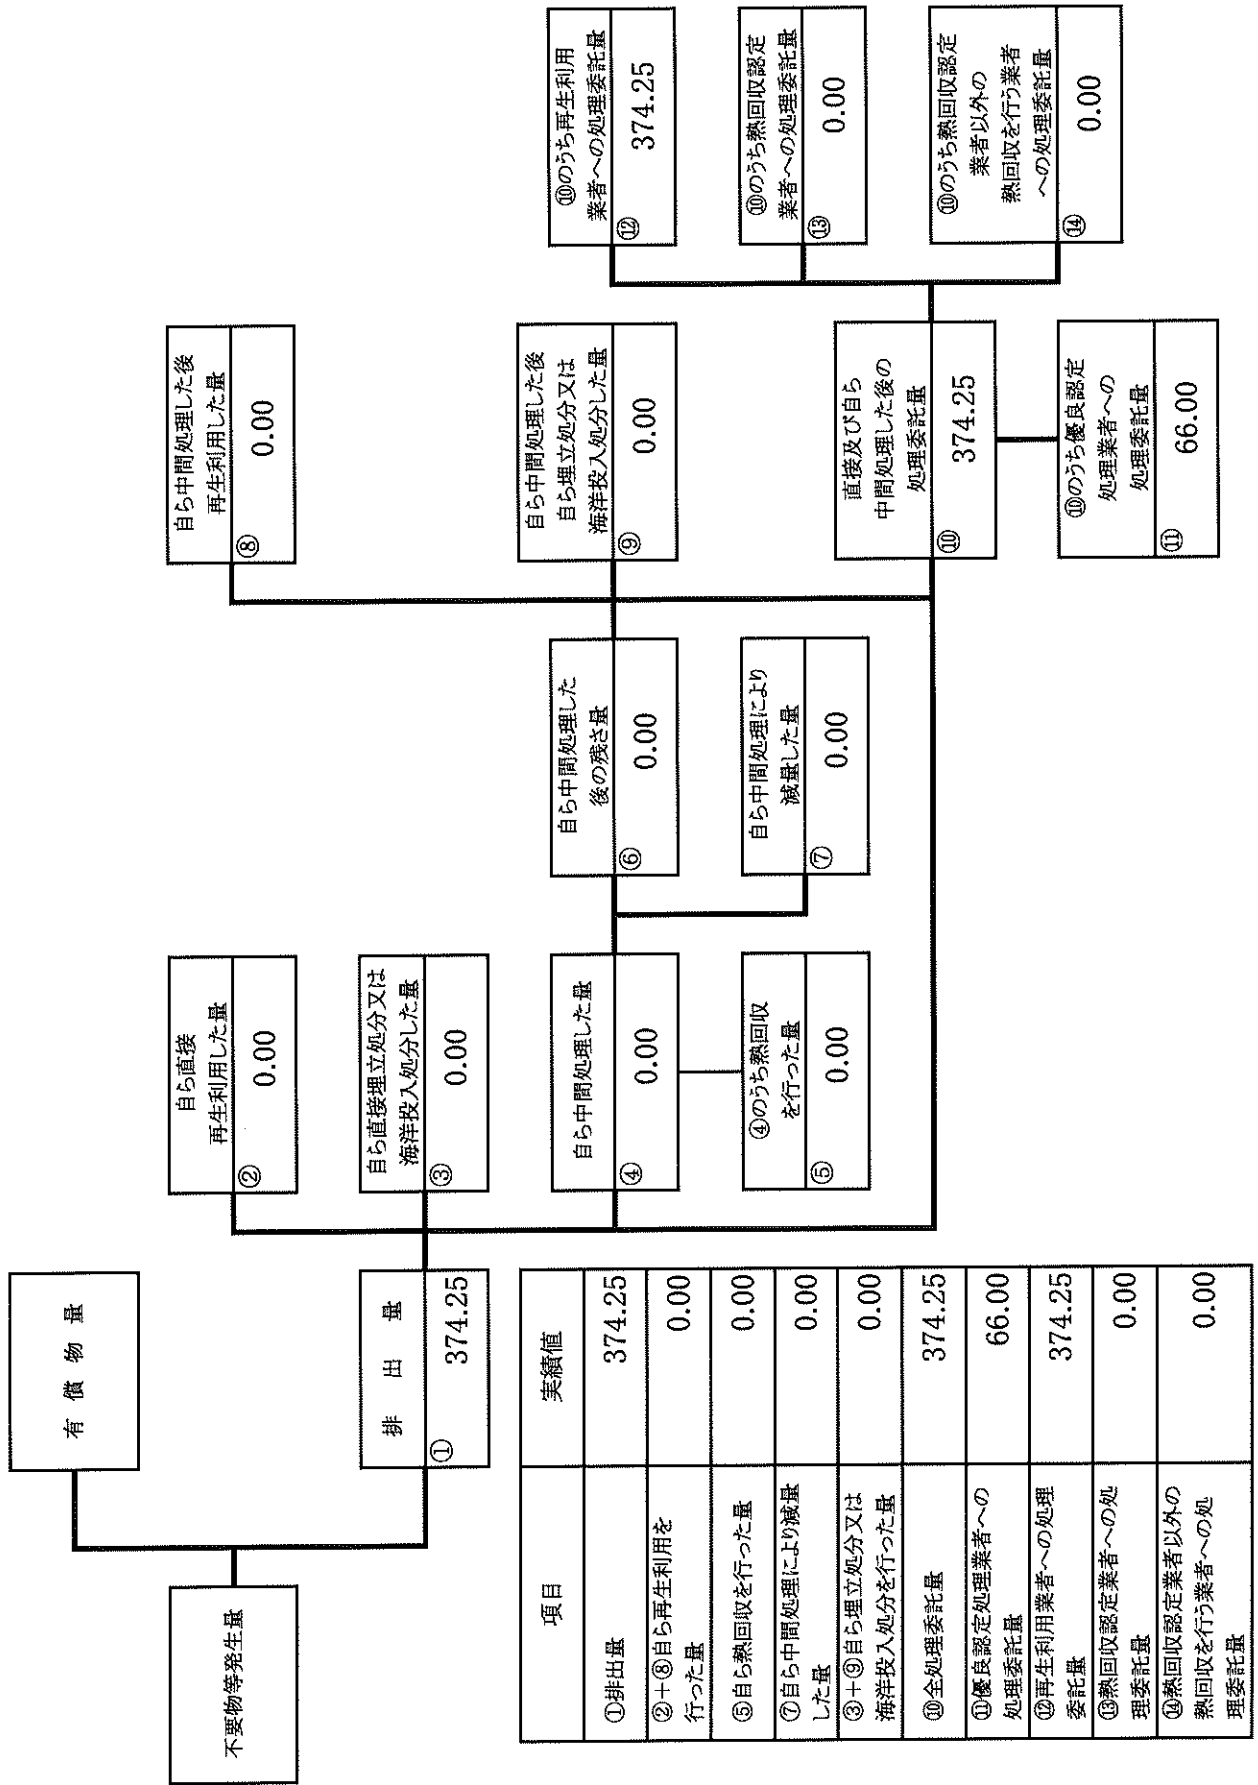 不要物等発生量
有 償 物 量
排 出 量
① 374.25
自ら直接
再生利用した量
② 0.00
自ら直接埋立処分又は
海洋投入処分した量
③ 0.00
自ら中間処理した量
④ 0.00
④のうち熱回収
を行った量
⑤ 0.00
自ら中間処理した
後の残さ量
⑥ 0.00
自ら中間処理により
減量した量
⑦ 0.00
自ら中間処理した後
再生利用した量
⑧ 0.00
自ら中間処理した後
自ら埋立処分又は
海洋投入処分した量
⑨ 0.00
直接及び自ら
中間処理した後の
処理委託量
⑩ 374.25
⑩のうち優良認定
処理業者への
処理委託量
⑪ 66.00
⑩のうち再生利用
業者への処理委託量
⑫ 374.25
⑩のうち熱回収認定
業者への処理委託量
⑬ 0.00
⑩のうち熱回収認定
業者以外の
熱回収を行う業者
への処理委託量
⑭ 0.00
項目 実績値
①排出量 374.25
②+⑧自ら再生利用を
行った量 0.00
⑤自ら熱回収を行った量 0.00
⑦自ら中間処理により減量
した量 0.00
③+⑨自ら埋立処分又は
海洋投入処分を行った量 0.00
⑩全処理委託量 374.25
⑪優良認定処理業者への
処理委託量 66.00
⑫再生利用業者への処理
委託量 374.25
⑬熱回収認定業者への処
理委託量 0.00
⑭熱回収認定業者以外の
熱回収を行う業者への処
理委託量 0.00